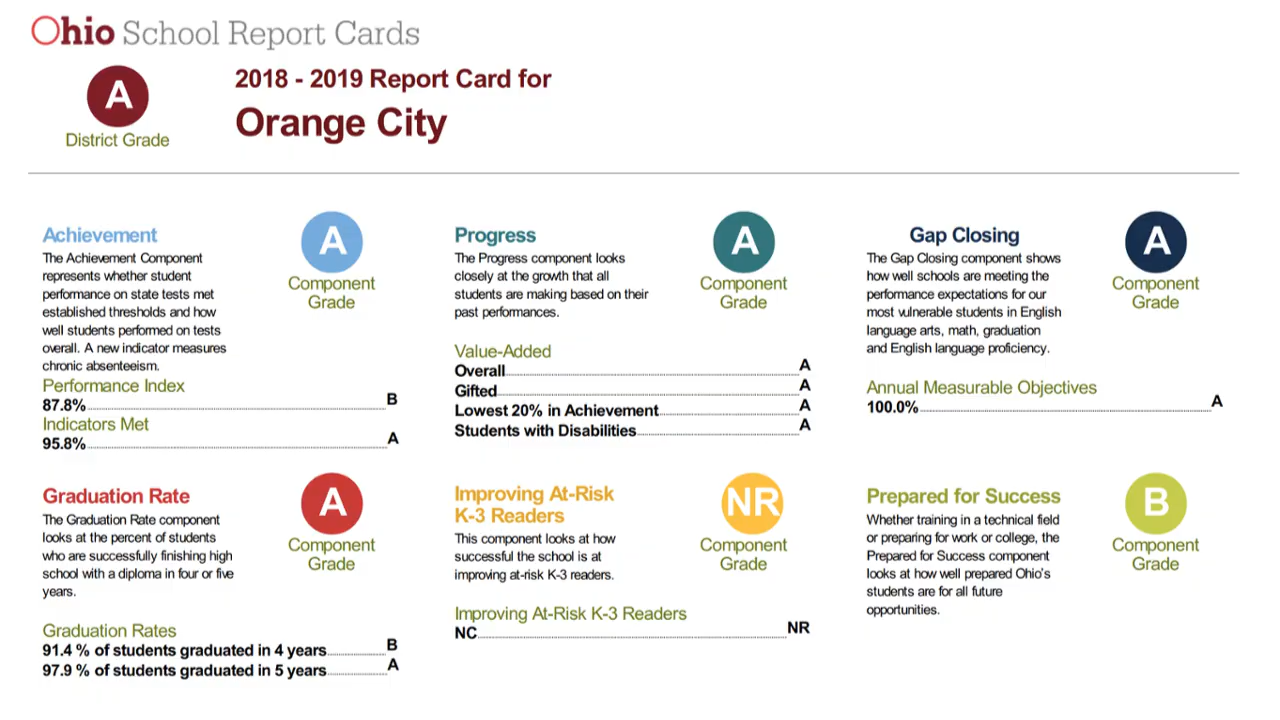 Ohio School Report Cards
A
District Grade
2018 - 2019 Report Card for
Orange City
Achievement
The Achievement Component
represents whether student
performance on state tests met
established thresholds and how
well students performed on tests
overall. A new indicator measures
chronic absenteeism.
A
Component
Grade
Performance Index
87.8% B
Indicators Met
95.8% A
Progress
The Progress component looks
closely at the growth that all
students are making based on their
past performances.
A
Component
Grade
Value-Added
Overall A
Gifted A
Lowest 20% in Achievement A
Students with Disabilities A
Gap Closing
The Gap Closing component shows
how well schools are meeting the
performance expectations for our
most vulnerable students in English
language arts, math, graduation
and English language proficiency.
A
Component
Grade
Annual Measurable Objectives
100.0% A
Graduation Rate
The Graduation Rate component
looks at the percent of students
who are successfully finishing high
school with a diploma in four or five
years.
A
Component
Grade
Graduation Rates
91.4 % of students graduated in 4 years B
97.9 % of students graduated in 5 years A
Improving At-Risk
K-3 Readers
This component looks at how
successful the school is at
improving at-risk K-3 readers.
NR
Component
Grade
Improving At-Risk K-3 Readers
NC NR
Prepared for Success
Whether training in a technical field
or preparing for work or college, the
Prepared for Success component
looks at how well prepared Ohio's
students are for all future
opportunities.
B
Component
Grade